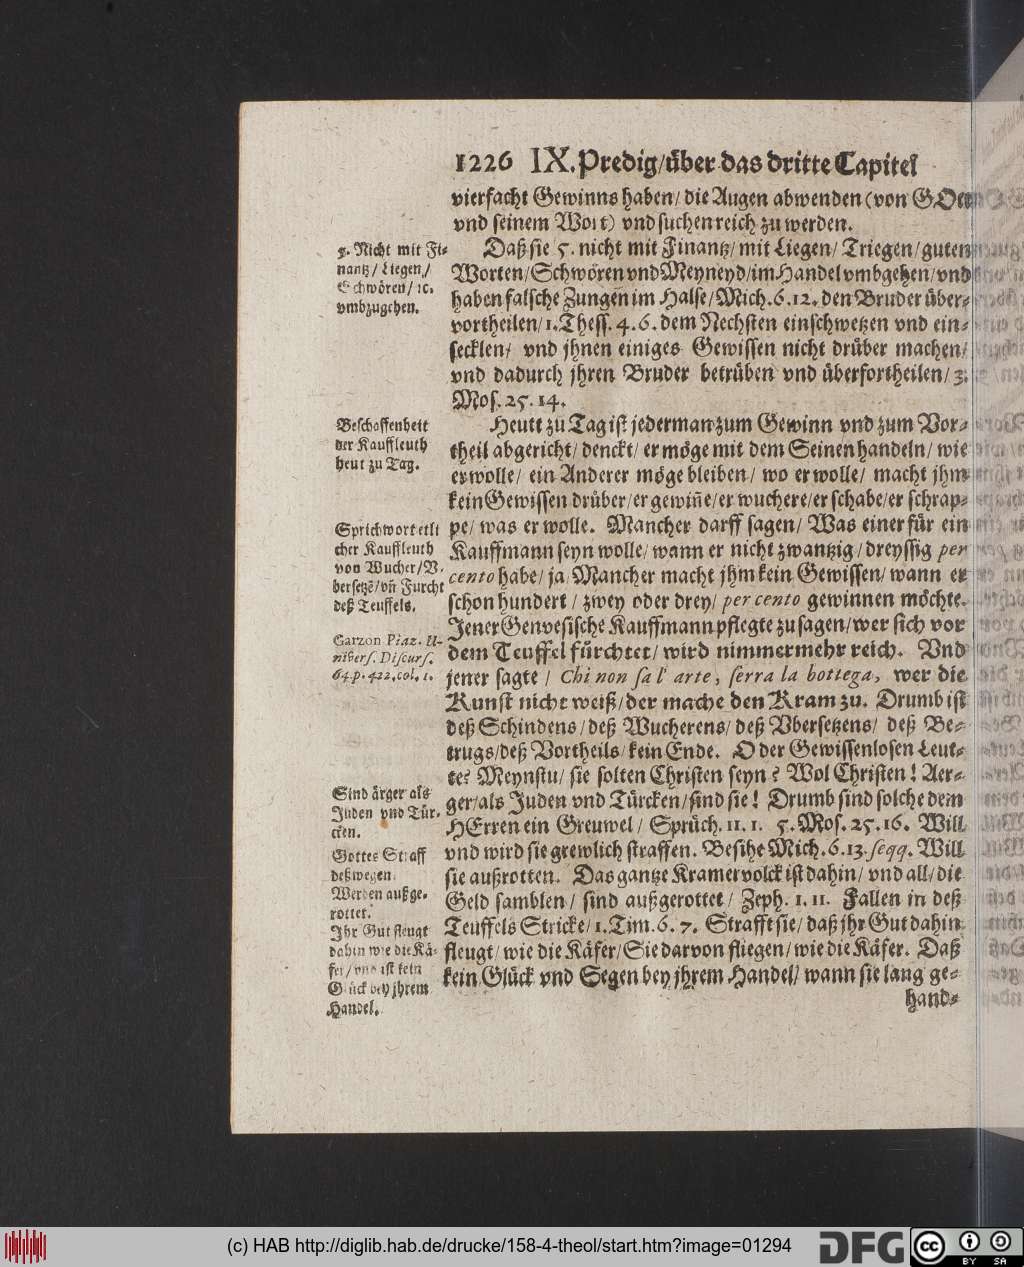 1226 IX. Predig/über das dritte Capitel
vierfacht Gewinns haben/ die Augen abwenden (von GOtt
vnd seinem Wort) vnd suchen reich zu werden.
5. Nicht mit Fi-
nantz/ Liegen/
Schwören/ ꝛc.
vmbzugehen.
Daß sie 5. nicht mit Finantz/ mit Liegen/ Triegen/ guten
Worten/ Schwören vnd Meyneyd/ im Handel vmbgehen/ vnd
haben falsche Zungen im Halse/ Mich. 6. 12. den Bruder über-
vortheilen/ 1. Thess. 4. 6. dem Nechsten einschwetzen vnd ein-
secklen/ vnd jhnen einiges Gewissen nicht drüber machen/
vnd dadurch jhren Bruder betrüben vnd überfortheilen/ 3.
Mos. 25. 14.
Beschaffenheit
der Kauffleuth
heut zu Tag.
Heutt zu Tag ist jederman zum Gewinn vnd zum Vor-
theil abgericht/ denckt/ er möge mit dem Seinen handeln/ wie
er wolle/ ein Anderer möge bleiben/ wo er wolle/ macht jhm
kein Gewissen drüber/ er gewiñe/ er wuchere/ er schabe/ er schrap-
Sprichwort etli
cher Kauffleuth
von Wucher/ V-
bersetzẽ/ vñ Furcht
deß Teuffels.
pe/ was er wolle. Mancher darff sagen/ Was einer für ein
Kauffmann seyn wolle/ wann er nicht zwantzig/ dreyssig per
cento habe/ ja Mancher macht jhm kein Gewissen/ wann er
schon hundert / zwey oder drey/ per cento gewinnen möchte.
Jener Genvesische Kauffmann pflegte zu sagen/ wer sich vor
Garzon Piaz. U-
nivers. Discurs.
64. p. 422. col. 1.
dem Teuffel fürchtet/ wird nimmermehr reich. Vnd
jener sagte / Chi non sa l' arte, serra la bottega, wer die
Kunst nicht weiß/ der mache den Kram zu. Drumb ist
deß Schindens/ deß Wucherens/ deß Vbersetzens/ deß Be-
trugs/ deß Vortheils kein Ende. O der Gewissenlosen Leut-
te? Meynstu/ sie solten Christen seyn? Wol Christen! Aer-
Sind ärger als
Juden vnd Tür-
cken.
ger/ als Juden vnd Türcken/ sind sie! Drumb sind solche dem
HErren ein Greuwel/ Sprüch. 11. 1. 5. Mos. 25. 16. Will
Gottes Straff
deßwegen.
Werden außge-
rottet.
vnd wird sie grewlich straffen. Besihe Mich. 6. 13. seqq. Will
sie außrotten. Das gantze Kramervolck ist dahin/ vnd all/ die
Geld samblen/ sind außgerottet/ Zeph. 1. 11. Fallen in deß
Ihr Gut fleugt
dahin wie die Kä-
fer/ vnd ist kein
Glück bey jhrem
Handel.
Teuffels Stricke/ 1. Tim. 6. 7. Strafft sie/ daß jhr Gut dahin
fleugt/ wie die Käfer/ Sie darvon fliegen/ wie die Käfer. Daß
kein Glück vnd Segen bey jhrem Handel/ wann sie lang ge-
hand-
(c) HAB http://diglib.hab.de/drucke/158-4-theol/start.htm?image=01294
DFG
cc
BY
SA